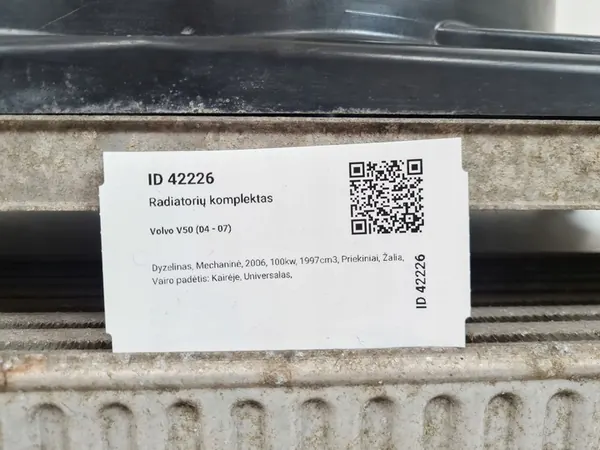 ID 42226
Radiatorių komplektas
Volvo V50 (04 - 07)
Dyzelinas, Mechaninė, 2006, 100kw, 1997cm3, Priekiniai, Žalia,
Vairo padėtis: Kairėje, Universalas,
ID 42226